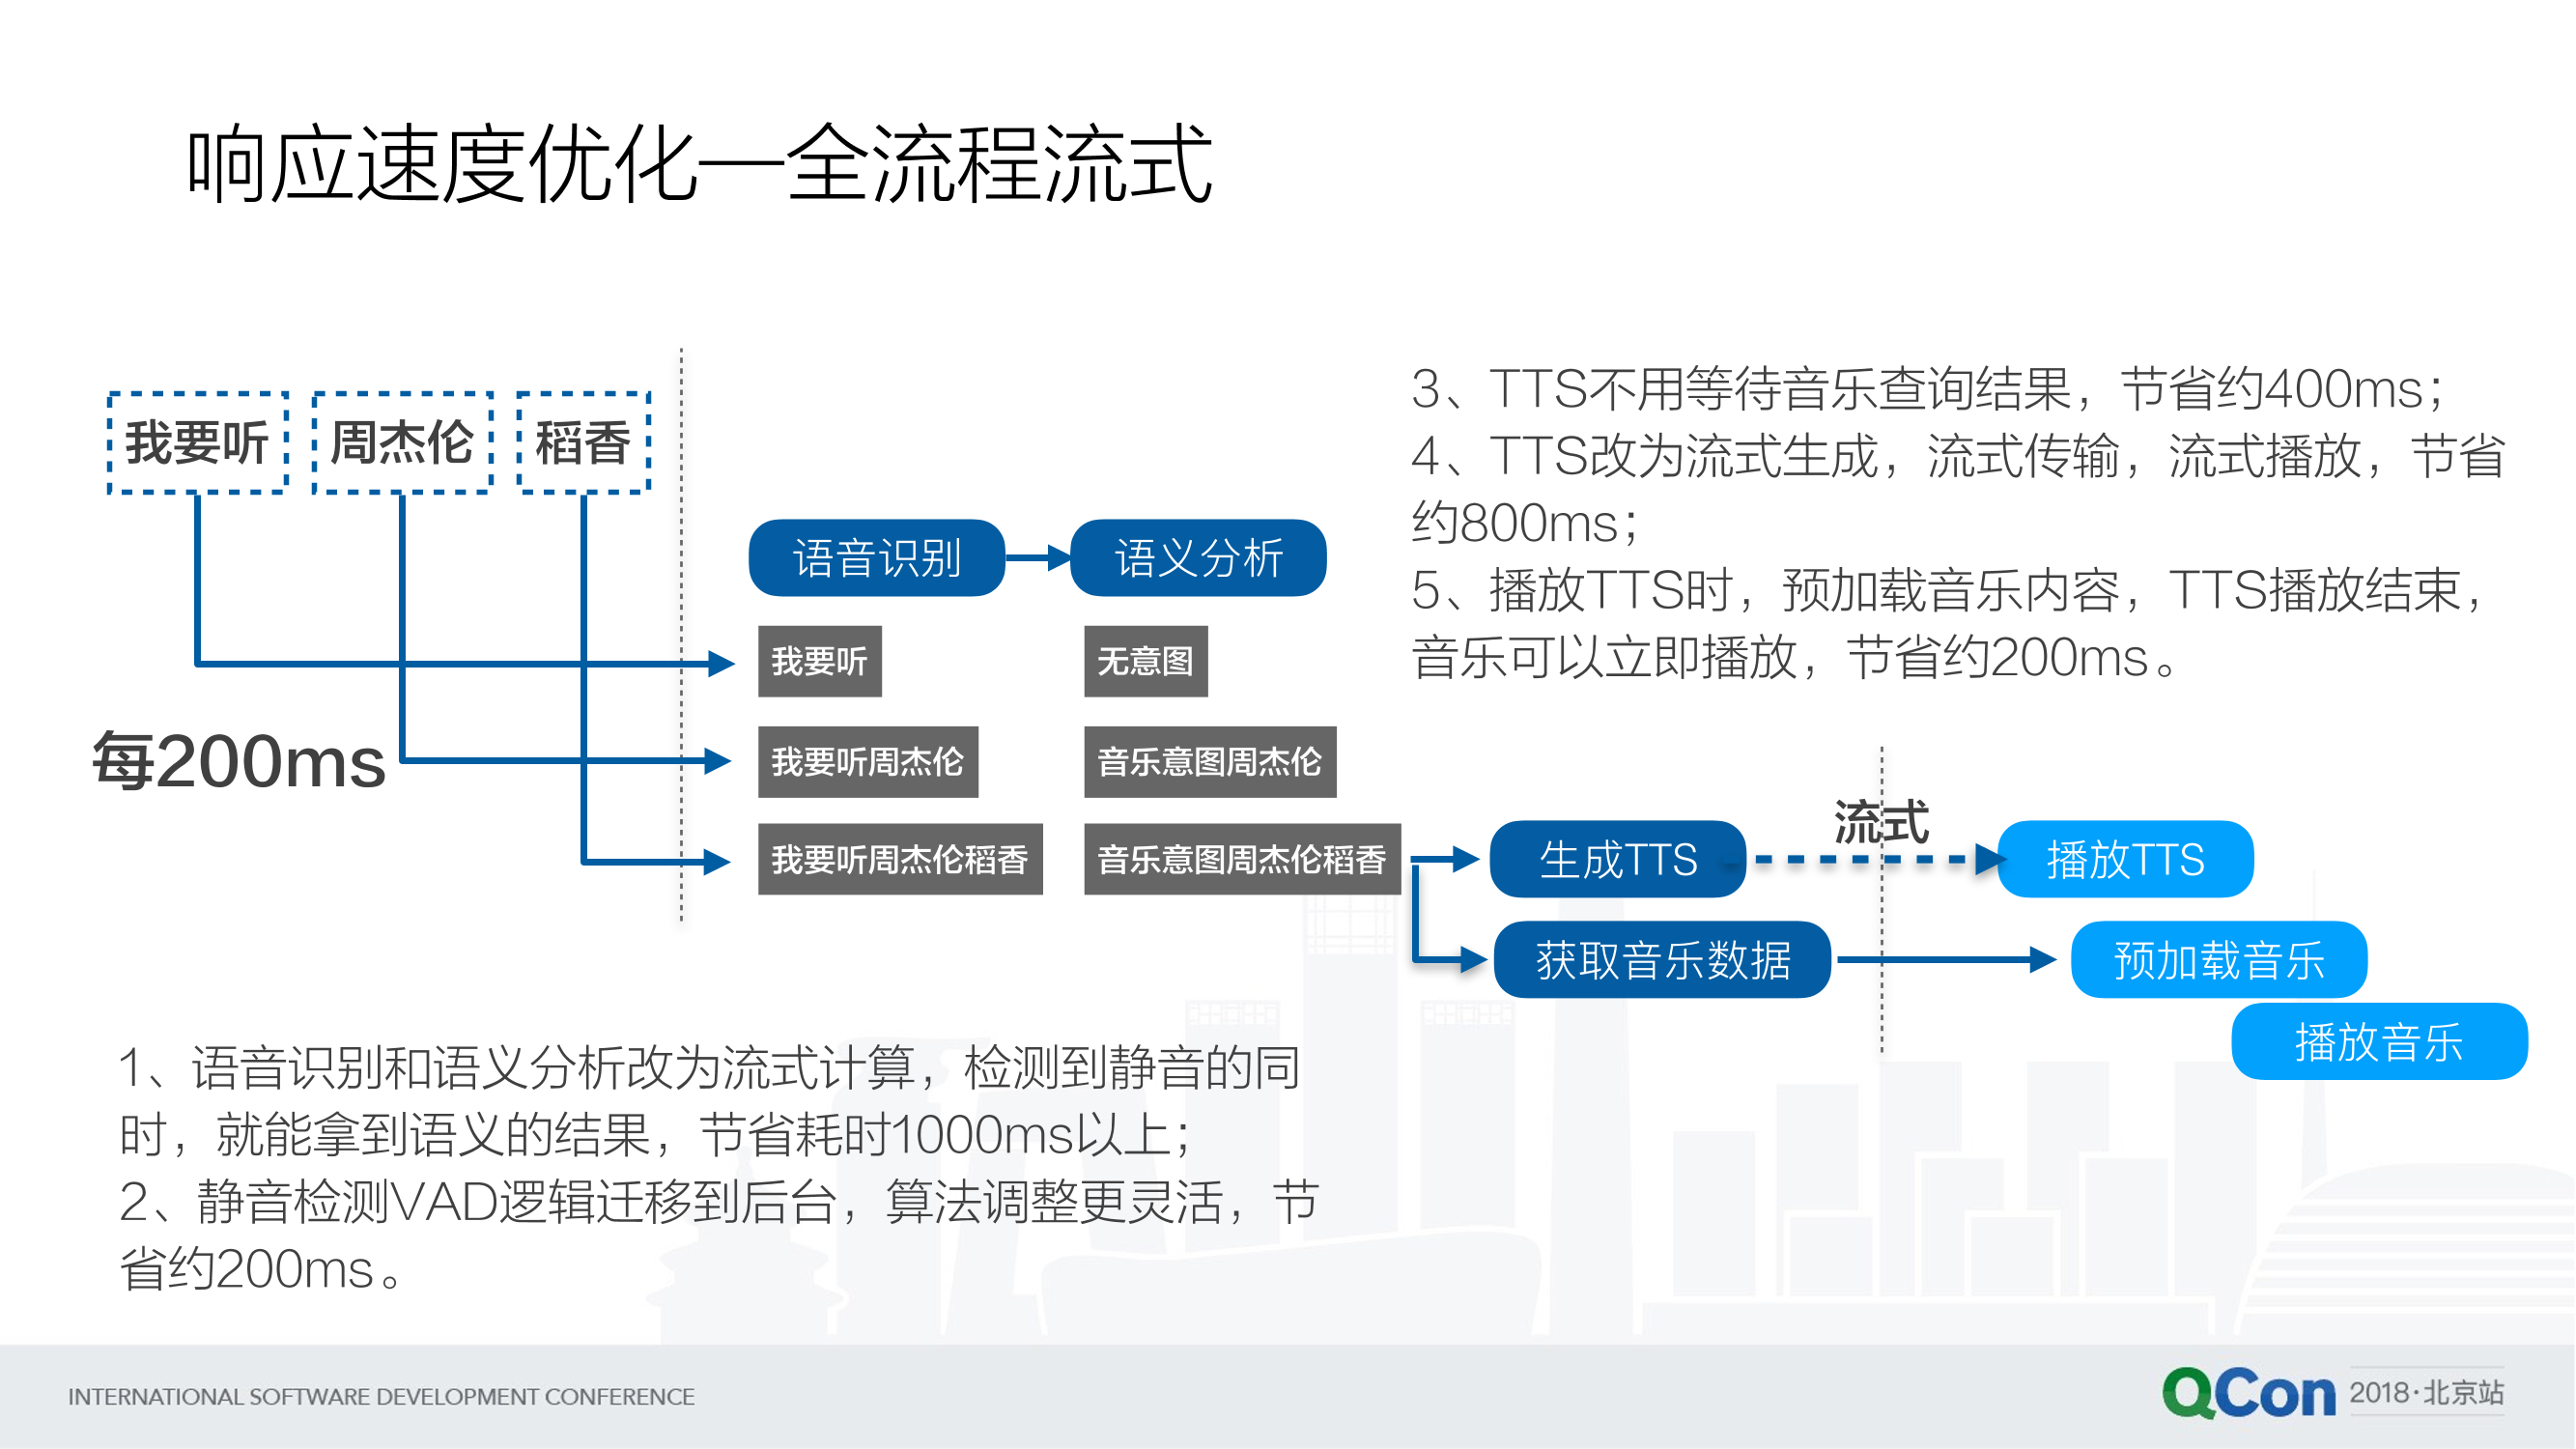 响应速度优化—全流程流式
我要听 周杰伦 稻香
每200ms
语音识别 语义分析
我要听 无意图
我要听周杰伦 音乐意图周杰伦
我要听周杰伦稻香 音乐意图周杰伦稻香
3、TTS不用等待音乐查询结果，节省约400ms；
4、TTS改为流式生成，流式传输，流式播放，节省
约800ms；
5、播放TTS时，预加载音乐内容，TTS播放结束，
音乐可以立即播放，节省约200ms。
流式
生成TTS 播放TTS
获取音乐数据 预加载音乐
播放音乐
1、语音识别和语义分析改为流式计算，检测到静音的同
时，就能拿到语义的结果，节省耗时1000ms以上；
2、静音检测VAD逻辑迁移到后台，算法调整更灵活，节
省约200ms。
INTERNATIONAL SOFTWARE DEVELOPMENT CONFERENCE
QCon 2018·北京站